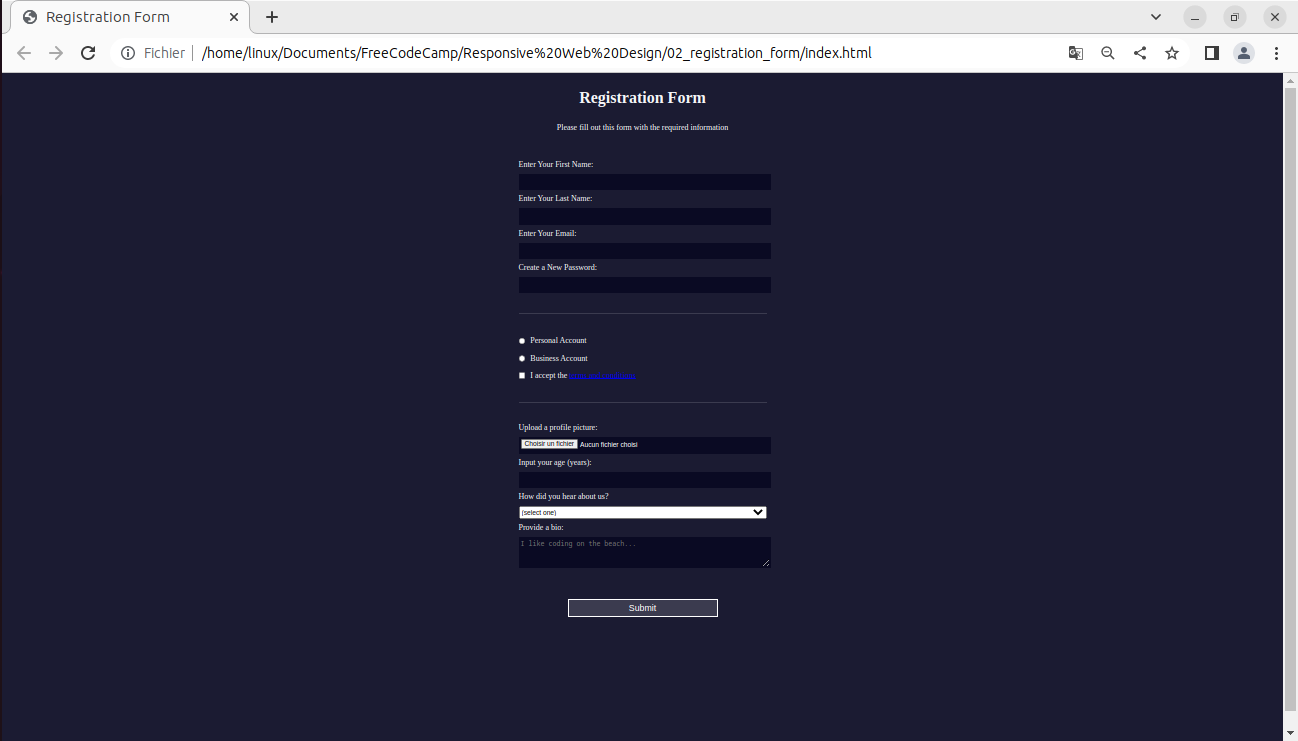 Registration Form
Fichier /home/linux/Documents/FreeCodeCamp/Responsive%20Web%20Design/02_registration_form/index.html
Registration Form
Please fill out this form with the required information
Enter Your First Name:
Enter Your Last Name:
Enter Your Email:
Create a New Password:
Personal Account
Business Account
I accept the
Upload a profile picture:
Choisir un fichier Aucun fichier choisi
Input your age (years):
How did you hear about us?
(select one)
Provide a bio:
I like coding on the beach...
Submit